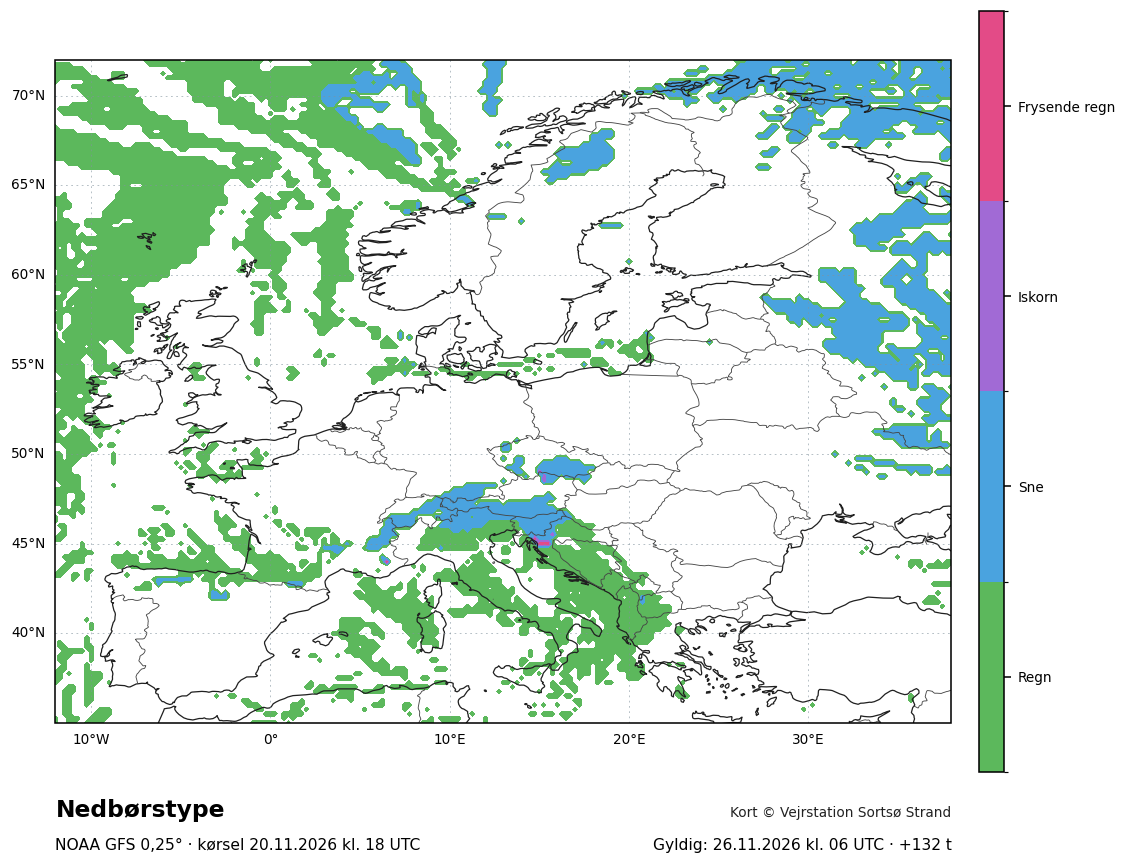 70°N
65°N
60°N
55°N
50°N
45°N
40°N
10°W
0°
10°E
20°E
30°E
Frysende regn
Iskorn
Sne
Regn
Nedbørstype
Kort © Vejrstation Sortsø Strand
NOAA GFS 0,25° · kørsel 20.11.2026 kl. 18 UTC
Gyldig: 26.11.2026 kl. 06 UTC · +132 t